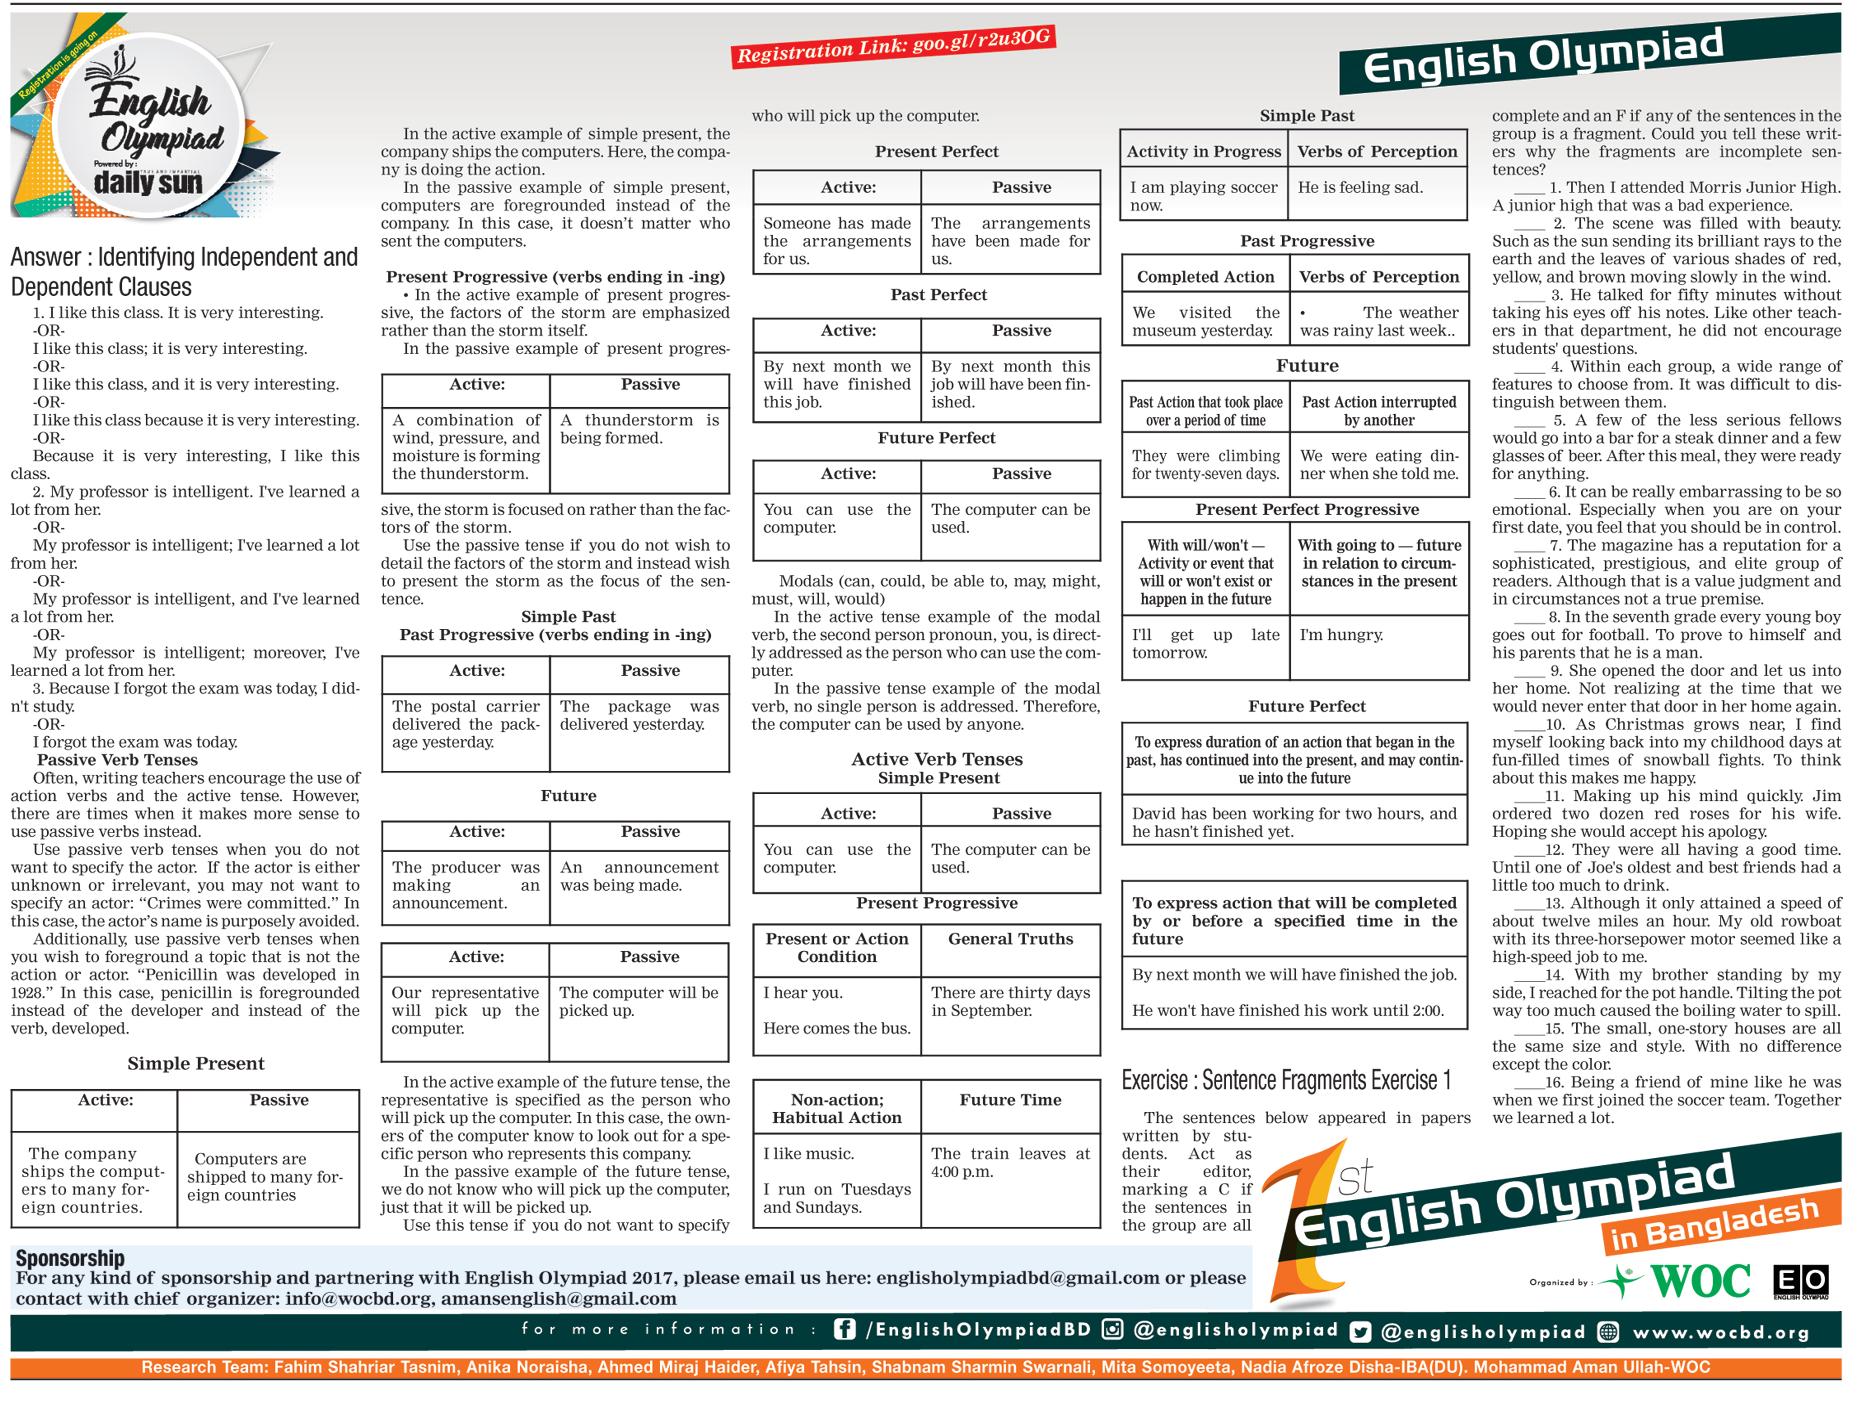 Registration is going on
English
Olympiad
Powered by :
TRUE AND IMPARTIAL
daily sun
Registration Link: goo.gl/r2u3OG
English Olympiad
Answer : Identifying Independent and
Dependent Clauses
1. I like this class. It is very interesting.
-OR-
I like this class; it is very interesting.
-OR-
I like this class, and it is very interesting.
-OR-
I like this class because it is very interesting.
-OR-
Because it is very interesting, I like this
class.
2. My professor is intelligent. I've learned a
lot from her.
-OR-
My professor is intelligent; I've learned a lot
from her.
-OR-
My professor is intelligent, and I've learned
a lot from her.
-OR-
My professor is intelligent; moreover, I've
learned a lot from her.
3. Because I forgot the exam was today, I did-
n't study.
-OR-
I forgot the exam was today.
Passive Verb Tenses
Often, writing teachers encourage the use of
action verbs and the active tense. However,
there are times when it makes more sense to
use passive verbs instead.
Use passive verb tenses when you do not
want to specify the actor. If the actor is either
unknown or irrelevant, you may not want to
specify an actor: “Crimes were committed.” In
this case, the actor’s name is purposely avoided.
Additionally, use passive verb tenses when
you wish to foreground a topic that is not the
action or actor. “Penicillin was developed in
1928.” In this case, penicillin is foregrounded
instead of the developer and instead of the
verb, developed.
Simple Present
Active: Passive
The company
ships the comput-
ers to many for-
eign countries.
Computers are
shipped to many for-
eign countries
In the active example of simple present, the
company ships the computers. Here, the compa-
ny is doing the action.
In the passive example of simple present,
computers are foregrounded instead of the
company. In this case, it doesn’t matter who
sent the computers.
Present Progressive (verbs ending in -ing)
• In the active example of present progres-
sive, the factors of the storm are emphasized
rather than the storm itself.
In the passive example of present progres-
Active: Passive
A combination of
wind, pressure, and
moisture is forming
the thunderstorm.
A thunderstorm is
being formed.
sive, the storm is focused on rather than the fac-
tors of the storm.
Use the passive tense if you do not wish to
detail the factors of the storm and instead wish
to present the storm as the focus of the sen-
tence.
Simple Past
Past Progressive (verbs ending in -ing)
Active: Passive
The postal carrier
delivered the pack-
age yesterday.
The package was
delivered yesterday.
Future
Active: Passive
The producer was
making an
announcement.
An announcement
was being made.
Active: Passive
Our representative
will pick up the
computer.
The computer will be
picked up.
In the active example of the future tense, the
representative is specified as the person who
will pick up the computer. In this case, the own-
ers of the computer know to look out for a spe-
cific person who represents this company.
In the passive example of the future tense,
we do not know who will pick up the computer,
just that it will be picked up.
Use this tense if you do not want to specify
who will pick up the computer.
Present Perfect
Active: Passive
Someone has made
the arrangements
for us.
The arrangements
have been made for
us.
Past Perfect
Active: Passive
By next month we
will have finished
this job.
By next month this
job will have been fin-
ished.
Future Perfect
Active: Passive
You can use the
computer.
The computer can be
used.
Modals (can, could, be able to, may, might,
must, will, would)
In the active tense example of the modal
verb, the second person pronoun, you, is direct-
ly addressed as the person who can use the com-
puter.
In the passive tense example of the modal
verb, no single person is addressed. Therefore,
the computer can be used by anyone.
Active Verb Tenses
Simple Present
Active: Passive
You can use the
computer.
The computer can be
used.
Present Progressive
Present or Action
Condition
General Truths
I hear you.
Here comes the bus.
There are thirty days
in September.
Non-action;
Habitual Action
Future Time
I like music.
I run on Tuesdays
and Sundays.
The train leaves at
4:00 p.m.
Simple Past
Activity in Progress Verbs of Perception
I am playing soccer
now.
He is feeling sad.
Past Progressive
Completed Action Verbs of Perception
We visited the
museum yesterday.
• The weather
was rainy last week..
Future
Past Action that took place
over a period of time
Past Action interrupted
by another
They were climbing
for twenty-seven days.
We were eating din-
ner when she told me.
Present Perfect Progressive
With will/won't —
Activity or event that
will or won't exist or
happen in the future
With going to — future
in relation to circum-
stances in the present
I'll get up late
tomorrow.
I'm hungry.
Future Perfect
To express duration of an action that began in the
past, has continued into the present, and may contin-
ue into the future
David has been working for two hours, and
he hasn't finished yet.
To express action that will be completed
by or before a specified time in the
future
By next month we will have finished the job.
He won't have finished his work until 2:00.
Exercise : Sentence Fragments Exercise 1
The sentences below appeared in papers
written by stu-
dents. Act as
their editor,
marking a C if
the sentences in
the group are all
complete and an F if any of the sentences in the
group is a fragment. Could you tell these writ-
ers why the fragments are incomplete sen-
tences?
____ 1. Then I attended Morris Junior High.
A junior high that was a bad experience.
____ 2. The scene was filled with beauty.
Such as the sun sending its brilliant rays to the
earth and the leaves of various shades of red,
yellow, and brown moving slowly in the wind.
____ 3. He talked for fifty minutes without
taking his eyes off his notes. Like other teach-
ers in that department, he did not encourage
students' questions.
____ 4. Within each group, a wide range of
features to choose from. It was difficult to dis-
tinguish between them.
____ 5. A few of the less serious fellows
would go into a bar for a steak dinner and a few
glasses of beer. After this meal, they were ready
for anything.
____ 6. It can be really embarrassing to be so
emotional. Especially when you are on your
first date, you feel that you should be in control.
____ 7. The magazine has a reputation for a
sophisticated, prestigious, and elite group of
readers. Although that is a value judgment and
in circumstances not a true premise.
____ 8. In the seventh grade every young boy
goes out for football. To prove to himself and
his parents that he is a man.
____ 9. She opened the door and let us into
her home. Not realizing at the time that we
would never enter that door in her home again.
____10. As Christmas grows near, I find
myself looking back into my childhood days at
fun-filled times of snowball fights. To think
about this makes me happy.
____11. Making up his mind quickly. Jim
ordered two dozen red roses for his wife.
Hoping she would accept his apology.
____12. They were all having a good time.
Until one of Joe's oldest and best friends had a
little too much to drink.
____13. Although it only attained a speed of
about twelve miles an hour. My old rowboat
with its three-horsepower motor seemed like a
high-speed job to me.
____14. With my brother standing by my
side, I reached for the pot handle. Tilting the pot
way too much caused the boiling water to spill.
____15. The small, one-story houses are all
the same size and style. With no difference
except the color.
____16. Being a friend of mine like he was
when we first joined the soccer team. Together
we learned a lot.
1st
English Olympiad
in Bangladesh
Organized by : WOC EO
ENGLISH OLYMPIAD
Sponsorship
For any kind of sponsorship and partnering with English Olympiad 2017, please email us here: englisholympiadbd@gmail.com or please
contact with chief organizer: info@wocbd.org, amansenglish@gmail.com
for more information : /EnglishOlympiadBD @englisholympiad @englisholympiad www.wocbd.org
Research Team: Fahim Shahriar Tasnim, Anika Noraisha, Ahmed Miraj Haider, Afiya Tahsin, Shabnam Sharmin Swarnali, Mita Somoyeeta, Nadia Afroze Disha-IBA(DU). Mohammad Aman Ullah-WOC